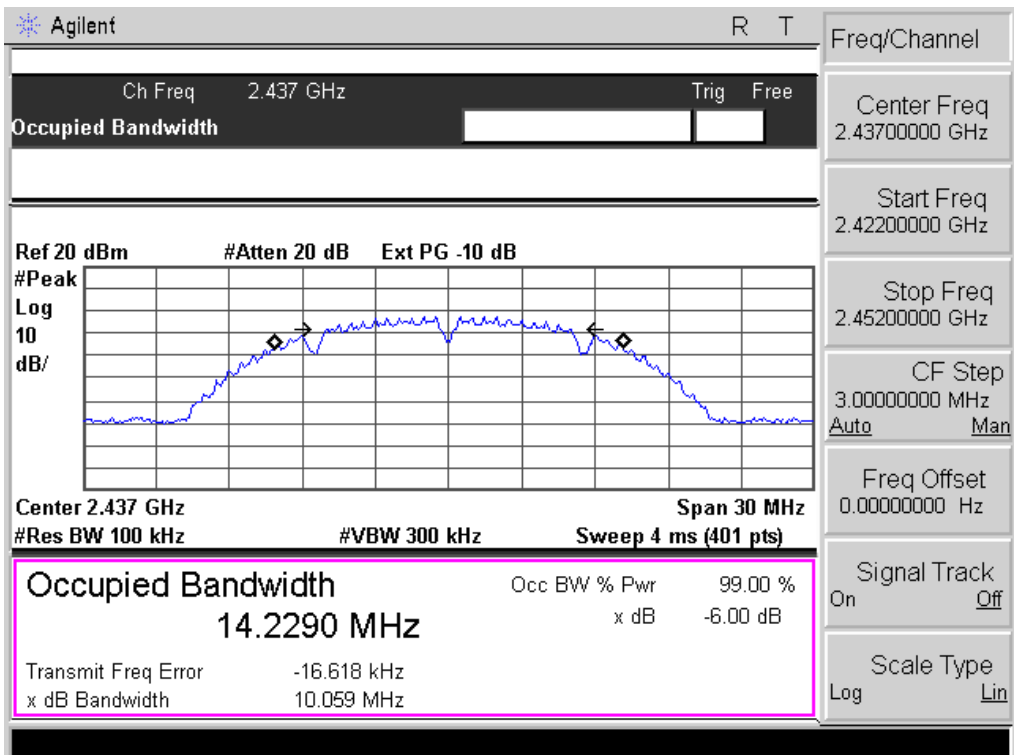 Agilent R T
Ch Freq 2.437 GHz Trig Free
Occupied Bandwidth
Ref 20 dBm #Atten 20 dB Ext PG -10 dB
#Peak
Log
10
dB/
Center 2.437 GHz Span 30 MHz
#Res BW 100 kHz #VBW 300 kHz Sweep 4 ms (401 pts)
Occupied Bandwidth Occ BW % Pwr 99.00 %
14.2290 MHz x dB -6.00 dB
Transmit Freq Error -16.618 kHz
x dB Bandwidth 10.059 MHz
Freq/Channel
Center Freq
2.43700000 GHz
Start Freq
2.42200000 GHz
Stop Freq
2.45200000 GHz
CF Step
3.00000000 MHz
Auto Man
Freq Offset
0.00000000 Hz
Signal Track
On Off
Scale Type
Log Lin